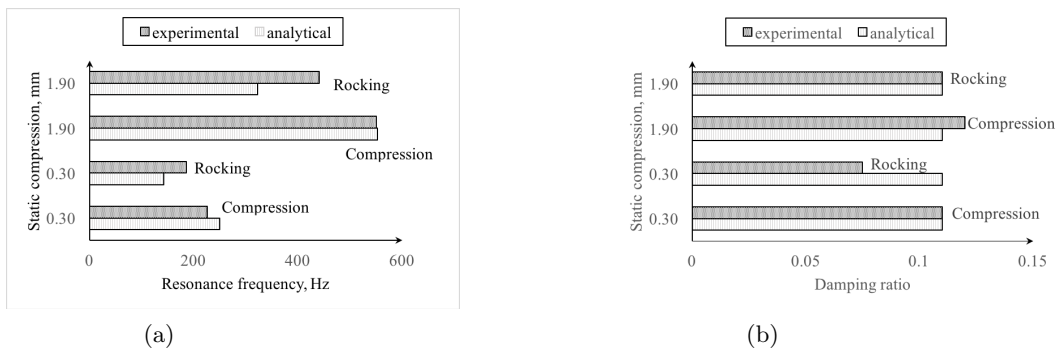 experimental analytical
Static compression, mm
1.90
Rocking
1.90
Compression
0.30
Rocking
0.30
Compression
0 200 400 600
Resonance frequency, Hz
(a)
experimental analytical
Static compression, mm
1.90
Rocking
1.90
Compression
0.30
Rocking
0.30
Compression
0 0.05 0.1 0.15
Damping ratio
(b)